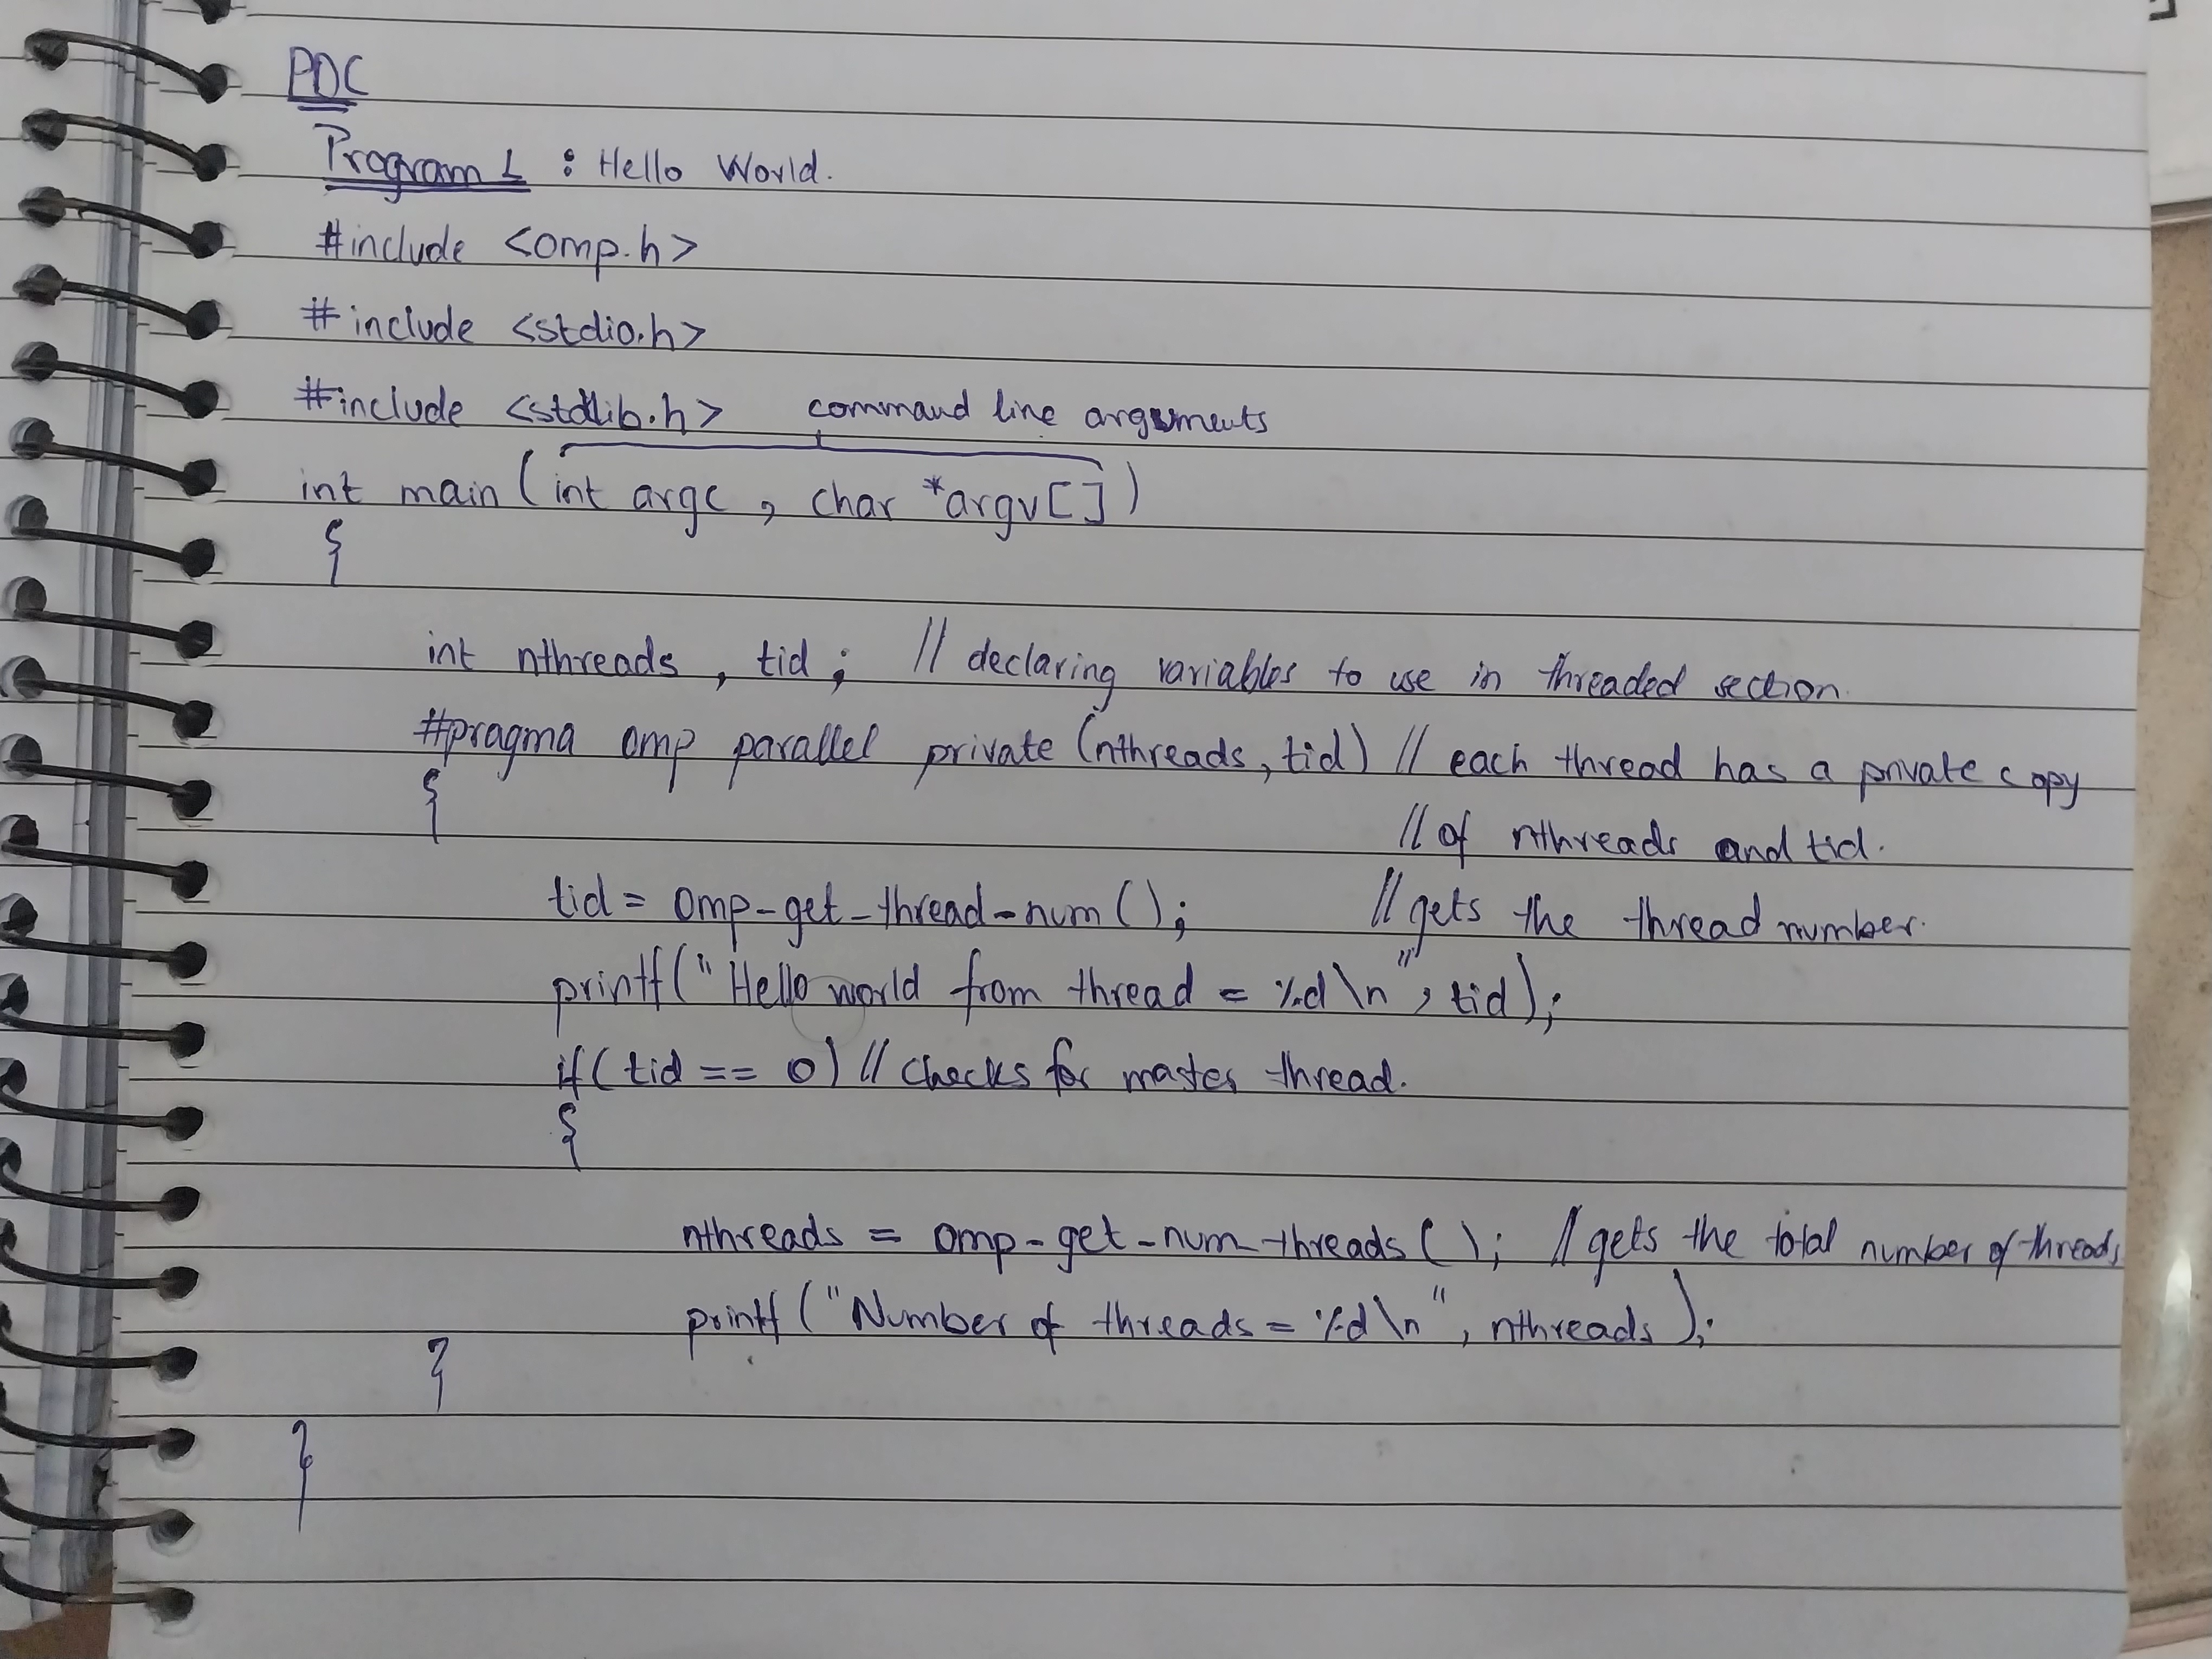 PDC
Program 1 : Hello World.
#include <omp.h>
#include <stdio.h>
#include <stdlib.h> command line arguments
int main (int argc , char *argv[])
{
int nthreads , tid ; // declaring variables to use in threaded section.
#pragma omp parallel private (nthreads, tid) // each thread has a private copy
{ // of nthreads and tid.
tid = omp-get-thread-num (); // gets the thread number.
printf(" Hello world from thread = %d \n " , tid);
if ( tid == 0) // Checks for master thread.
{
nthreads = omp-get-num-threads (); // gets the total number of threads
printf ("Number of threads = %d \n" , nthreads );
}
}